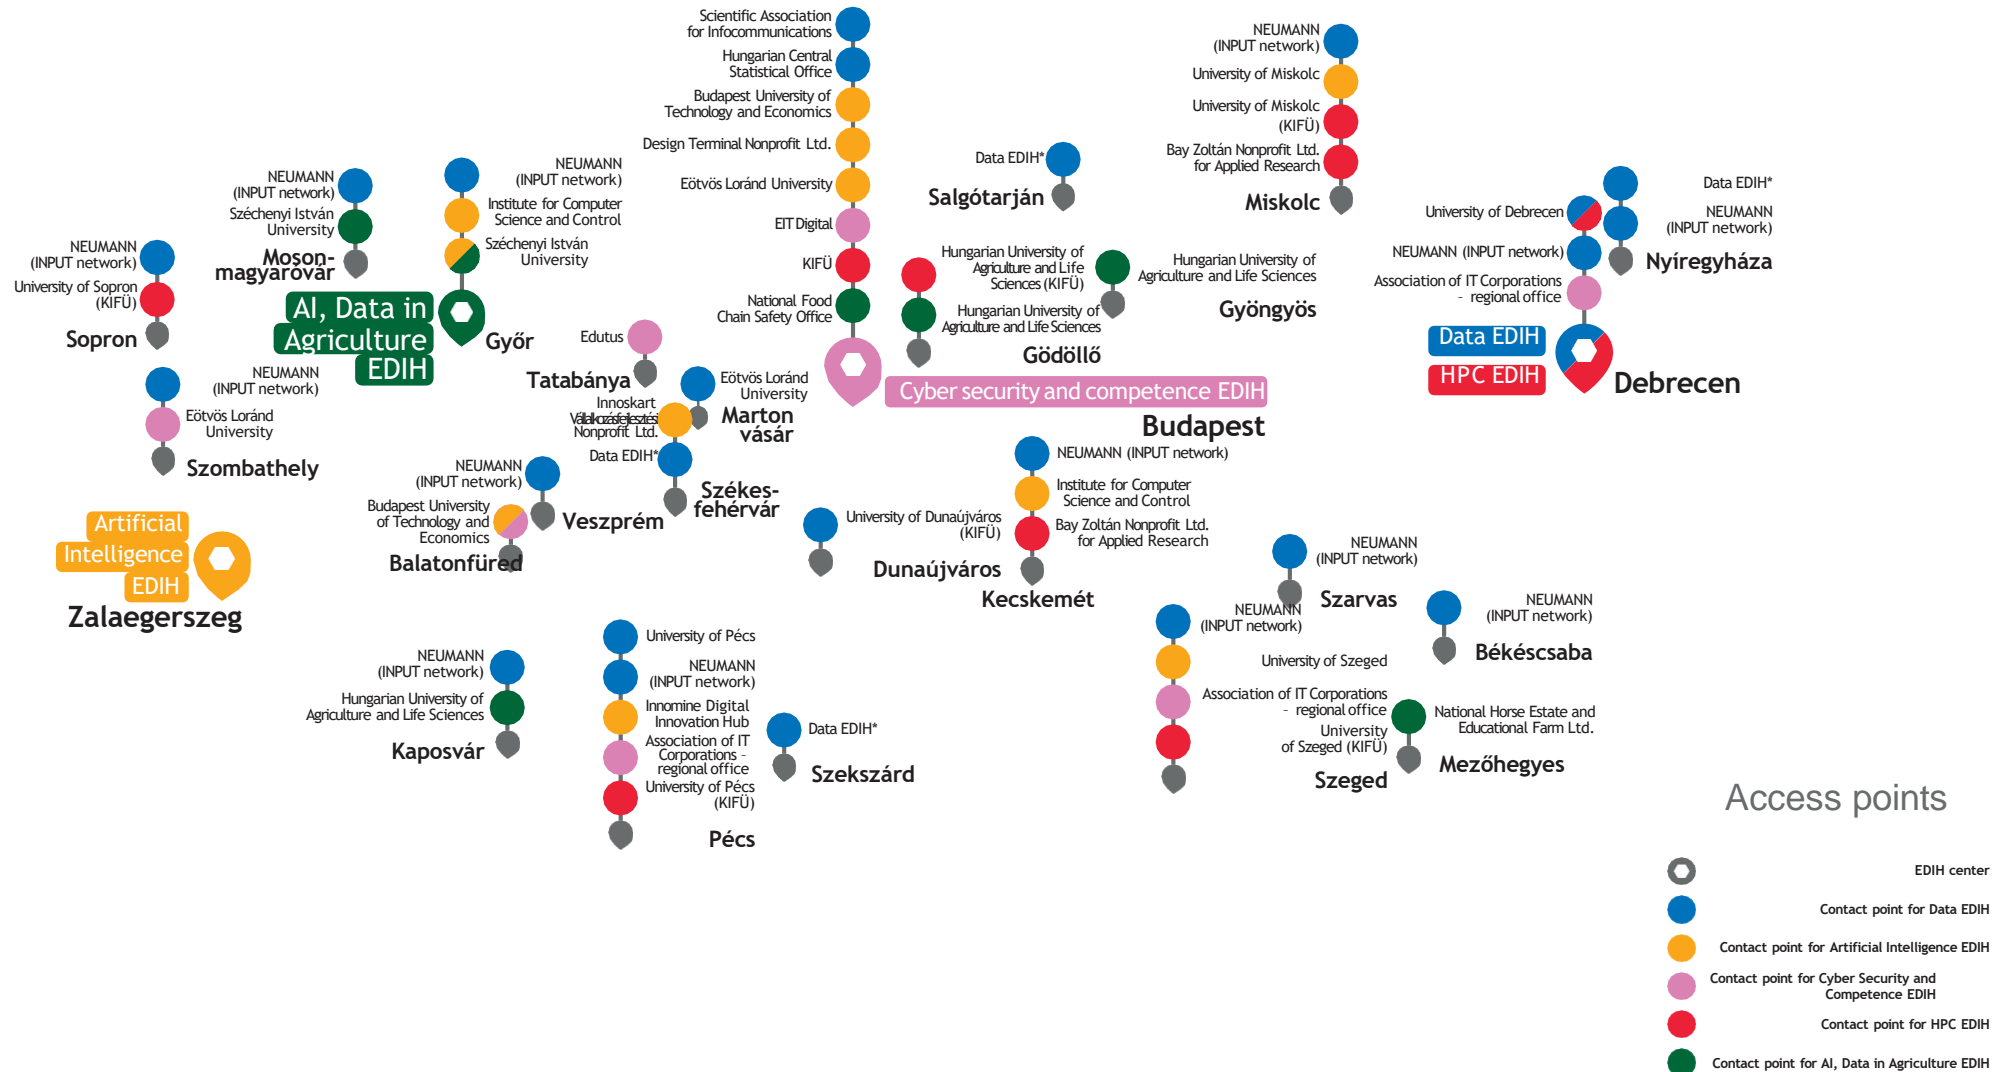 Scientific Association
for Infocommunications
Hungarian Central
Statistical Office
Budapest University of
Technology and Economics
Design Terminal Nonprofit Ltd.
Eötvös Loránd University
EIT Digital
KIFÜ
National Food
Chain Safety Office
Cyber security and competence EDIH
Budapest
NEUMANN
(INPUT network)
University of Miskolc
University of Miskolc
(KIFÜ)
Bay Zoltán Nonprofit Ltd.
for Applied Research
Miskolc
Data EDIH*
Salgótarján
NEUMANN
(INPUT network)
Széchenyi István
University
Moson-
magyaróvár
NEUMANN
(INPUT network)
Institute for Computer
Science and Control
Széchenyi István
University
AI, Data in
Agriculture
EDIH
Győr
NEUMANN
(INPUT network)
University of Sopron
(KIFÜ)
Sopron
NEUMANN
(INPUT network)
Eötvös Loránd
University
Szombathely
Hungarian University of
Agriculture and Life
Sciences (KIFÜ)
Hungarian University of
Agriculture and Life Sciences
Gödöllő
Hungarian University of
Agriculture and Life Sciences
Gyöngyös
University of Debrecen
NEUMANN (INPUT network)
Association of IT Corporations
- regional office
Data EDIH
HPC EDIH
Debrecen
Data EDIH*
NEUMANN
(INPUT network)
Nyíregyháza
Edutus
Tatabánya
Eötvös Loránd
University
Marton
vásár
Innoskart
Vállalkozásfejlesztési
Nonprofit Ltd.
Data EDIH*
Székes-
fehérvár
NEUMANN
(INPUT network)
Veszprém
Budapest University
of Technology and
Economics
Balatonfüred
Artificial
Intelligence
EDIH
Zalaegerszeg
University of Dunaújváros
(KIFÜ)
Dunaújváros
NEUMANN (INPUT network)
Institute for Computer
Science and Control
Bay Zoltán Nonprofit Ltd.
for Applied Research
Kecskemét
NEUMANN
(INPUT network)
Szarvas
NEUMANN
(INPUT network)
Békéscsaba
NEUMANN
(INPUT network)
University of Szeged
Association of IT Corporations
- regional office
University
of Szeged (KIFÜ)
Szeged
National Horse Estate and
Educational Farm Ltd.
Mezőhegyes
NEUMANN
(INPUT network)
Hungarian University of
Agriculture and Life Sciences
Kaposvár
University of Pécs
NEUMANN
(INPUT network)
Innomine Digital
Innovation Hub
Association of IT
Corporations -
regional office
University of Pécs
(KIFÜ)
Pécs
Data EDIH*
Szekszárd
Access points
EDIH center
Contact point for Data EDIH
Contact point for Artificial Intelligence EDIH
Contact point for Cyber Security and
Competence EDIH
Contact point for HPC EDIH
Contact point for AI, Data in Agriculture EDIH